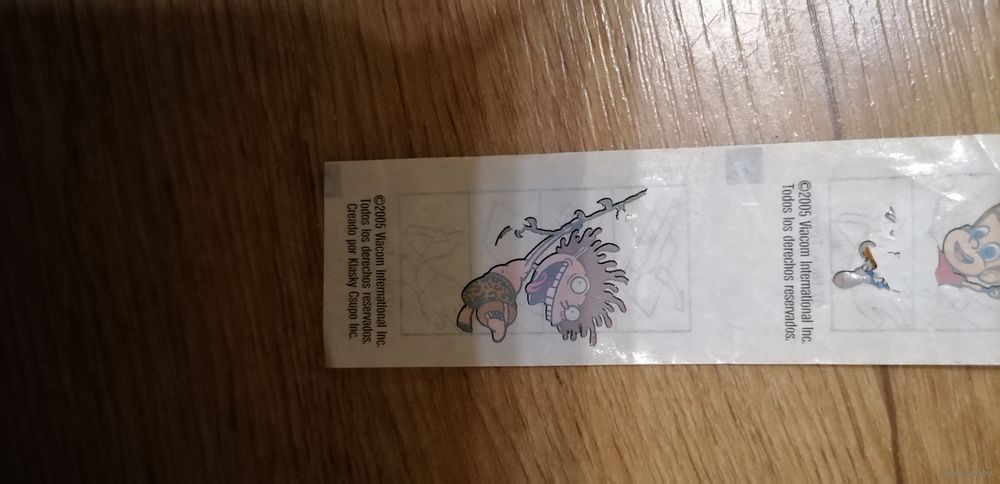 ©2005 Viacom International Inc.
Todos los derechos reservados.
Creado por Klasky Csupo Inc.
©2005 Viacom International Inc.
Todos los derechos reservados.